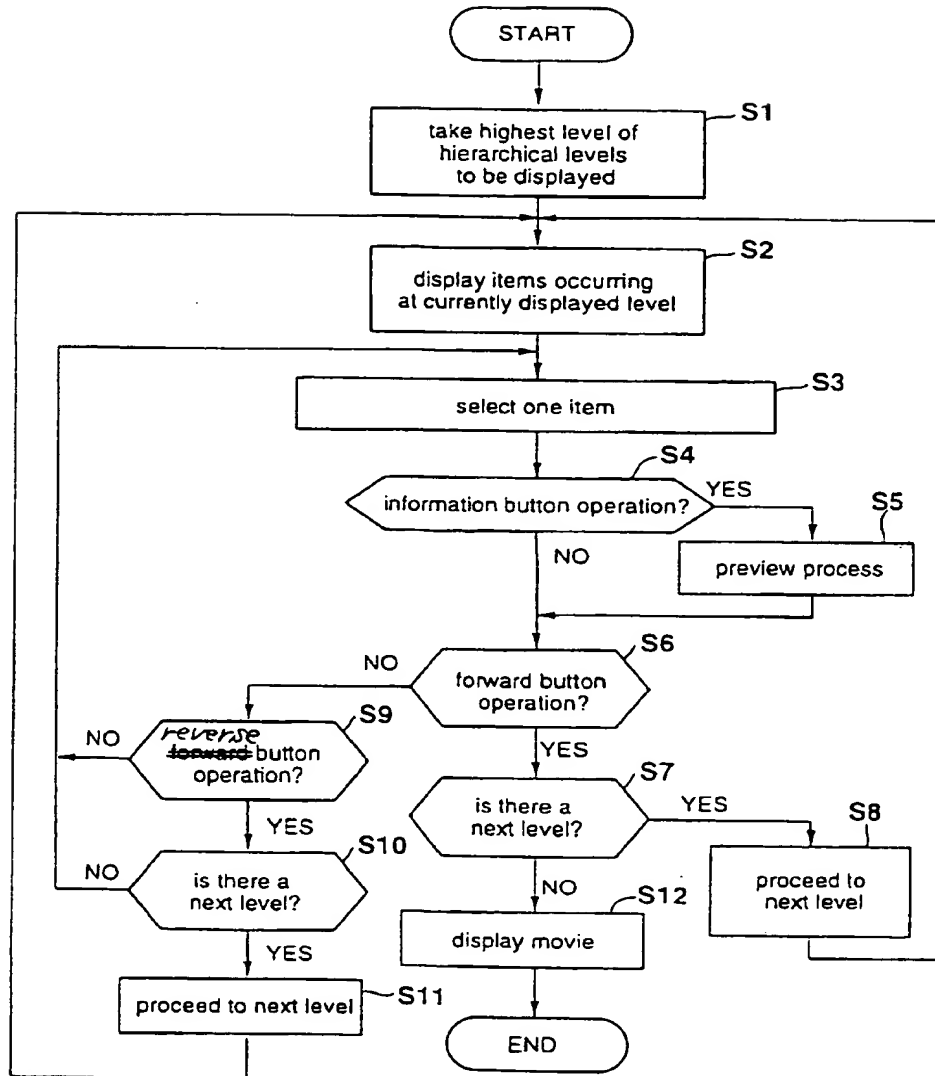 START
S1
take highest level of
hierarchical levels
to be displayed
S2
display items occurring
at currently displayed level
S3
select one item
S4
information button operation?
YES
S5
NO
preview process
S6
NO
forward button
operation?
S9
reverse
NO
forward button
operation?
YES
S7
YES
is there a
next level?
YES
S8
S10
NO
is there a
next level?
NO
proceed to
next level
S12
display movie
YES
S11
proceed to next level
END